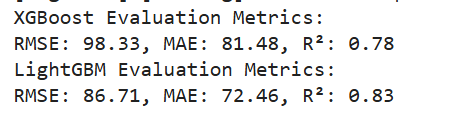 XGBoost Evaluation Metrics:
RMSE: 98.33, MAE: 81.48, R²: 0.78
LightGBM Evaluation Metrics:
RMSE: 86.71, MAE: 72.46, R²: 0.83